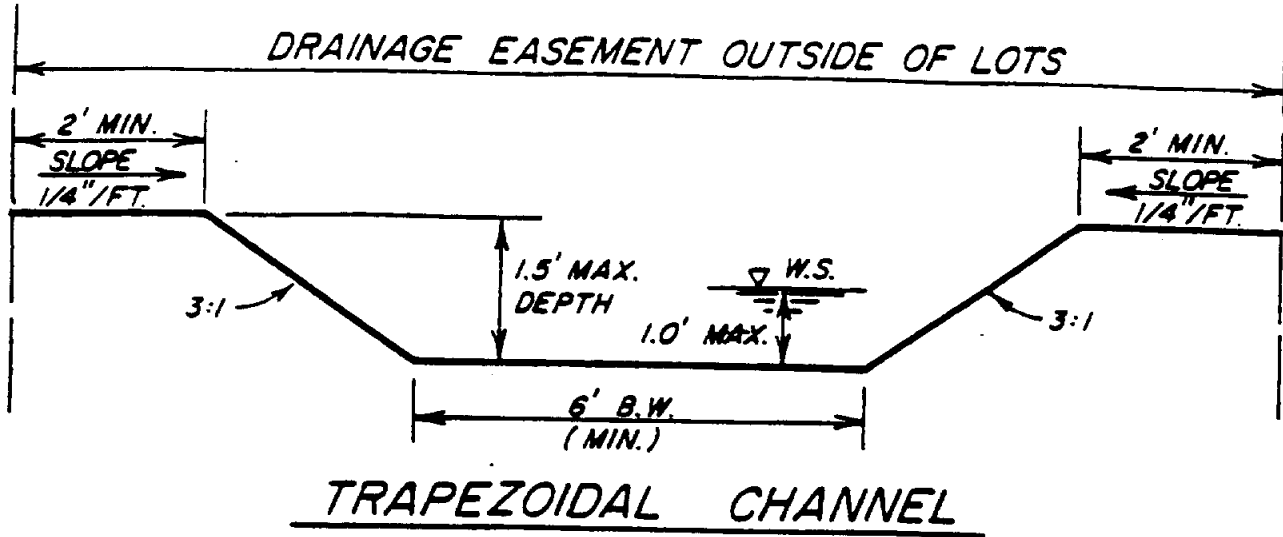 DRAINAGE EASEMENT OUTSIDE OF LOTS
2' MIN.
SLOPE
1/4"/FT.
2' MIN.
SLOPE
1/4"/FT.
3:1
1.5' MAX.
DEPTH
W.S.
1.0' MAX.
3:1
6' B.W.
(MIN.)
TRAPEZOIDAL CHANNEL